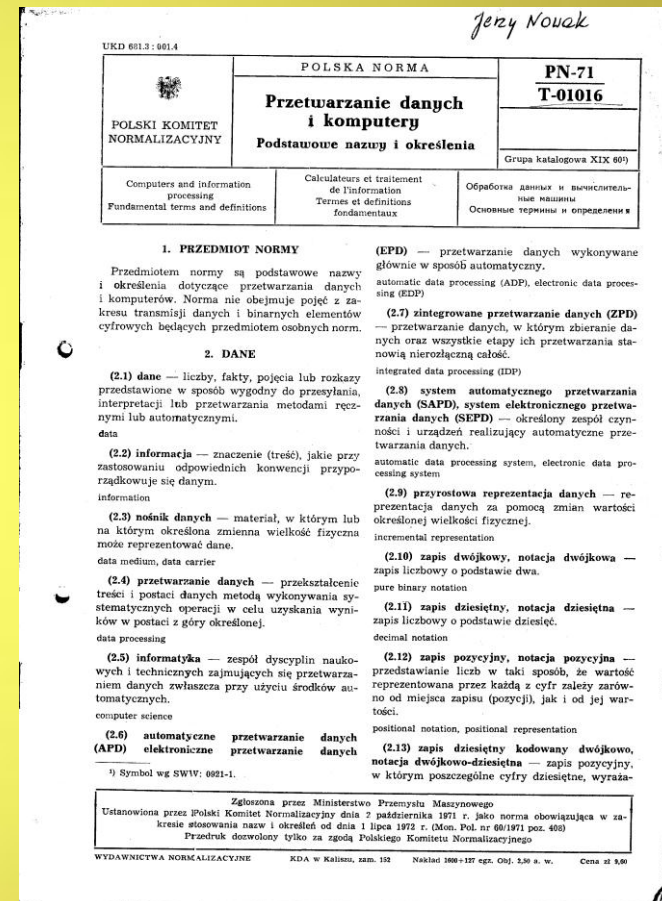 Jerzy Nowak
UKD 681.3 : 001.4
POLSKI KOMITET
NORMALIZACYJNY
POLSKA NORMA
Przetwarzanie danych
i komputery
Podstawowe nazwy i określenia
PN-71
T-01016
Grupa katalogowa XIX 60¹)
Computers and information
processing
Fundamental terms and definitions
Calculateurs et traitement
de l'information
Termes et definitions
fondamentaux
Обработка данных и вычислитель-
ные машины
Основные термины и определения
1. PRZEDMIOT NORMY
Przedmiotem normy są podstawowe nazwy
i określenia dotyczące przetwarzania danych
i komputerów. Norma nie obejmuje pojęć z za-
kresu transmisji danych i binarnych elementów
cyfrowych będących przedmiotem osobnych norm.
2. DANE
(2.1) dane — liczby, fakty, pojęcia lub rozkazy
przedstawione w sposób wygodny do przesyłania,
interpretacji lub przetwarzania metodami ręcz-
nymi lub automatycznymi.
data
(2.2) informacja — znaczenie (treść), jakie przy
zastosowaniu odpowiednich konwencji przypo-
rządkowuje się danym.
information
(2.3) nośnik danych — materiał, w którym lub
na którym określona zmienna wielkość fizyczna
może reprezentować dane.
data medium, data carrier
(2.4) przetwarzanie danych — przekształcenie
treści i postaci danych metodą wykonywania sy-
stematycznych operacji w celu uzyskania wyni-
ków w postaci z góry określonej.
data processing
(2.5) informatyka — zespół dyscyplin nauko-
wych i technicznych zajmujących się przetwarza-
niem danych zwłaszcza przy użyciu środków au-
tomatycznych.
computer science
(2.6) automatyczne przetwarzanie danych
(APD) elektroniczne przetwarzanie danych
¹) Symbol wg SWW: 0921-1.
(EPD) — przetwarzanie danych wykonywane
głównie w sposób automatyczny.
automatic data processing (ADP), electronic data proces-
sing (EDP)
(2.7) zintegrowane przetwarzanie danych (ZPD)
— przetwarzanie danych, w którym zbieranie da-
nych oraz wszystkie etapy ich przetwarzania sta-
nowią nierozłączną całość.
integrated data processing (IDP)
(2.8) system automatycznego przetwarzania
danych (SAPD), system elektronicznego przetwa-
rzania danych (SEPD) — określony zespół czyn-
ności i urządzeń realizujący automatyczne prze-
twarzania danych.
automatic data processing system, electronic data pro-
cessing system
(2.9) przyrostowa reprezentacja danych — re-
prezentacja danych za pomocą zmian wartości
określonej wielkości fizycznej.
incremental representation
(2.10) zapis dwójkowy, notacja dwójkowa —
zapis liczbowy o podstawie dwa.
pure binary notation
(2.11) zapis dziesiętny, notacja dziesiętna —
zapis liczbowy o podstawie dziesięć.
decimal notation
(2.12) zapis pozycyjny, notacja pozycyjna —
przedstawianie liczb w taki sposób, że wartość
reprezentowana przez każdą z cyfr zależy zarów-
no od miejsca zapisu (pozycji), jak i od jej war-
tości.
positional notation, positional representation
(2.13) zapis dziesiętny kodowany dwójkowo,
notacja dwójkowo-dziesiętna — zapis pozycyjny,
w którym poszczególne cyfry dziesiętne, wyraża-
Zgłoszona przez Ministerstwo Przemysłu Maszynowego
Ustanowiona przez Polski Komitet Normalizacyjny dnia 2 października 1971 r. jako norma obowiązująca w za-
kresie stosowania nazw i określeń od dnia 1 lipca 1972 r. (Mon. Pol. nr 60/1971 poz. 408)
Przedruk dozwolony tylko za zgodą Polskiego Komitetu Normalizacyjnego
WYDAWNICTWA NORMALIZACYJNE KDA w Kaliszu, zam. 152 Nakład 1600+127 egz. Obj. 2,50 a. w. Cena zł 9,60